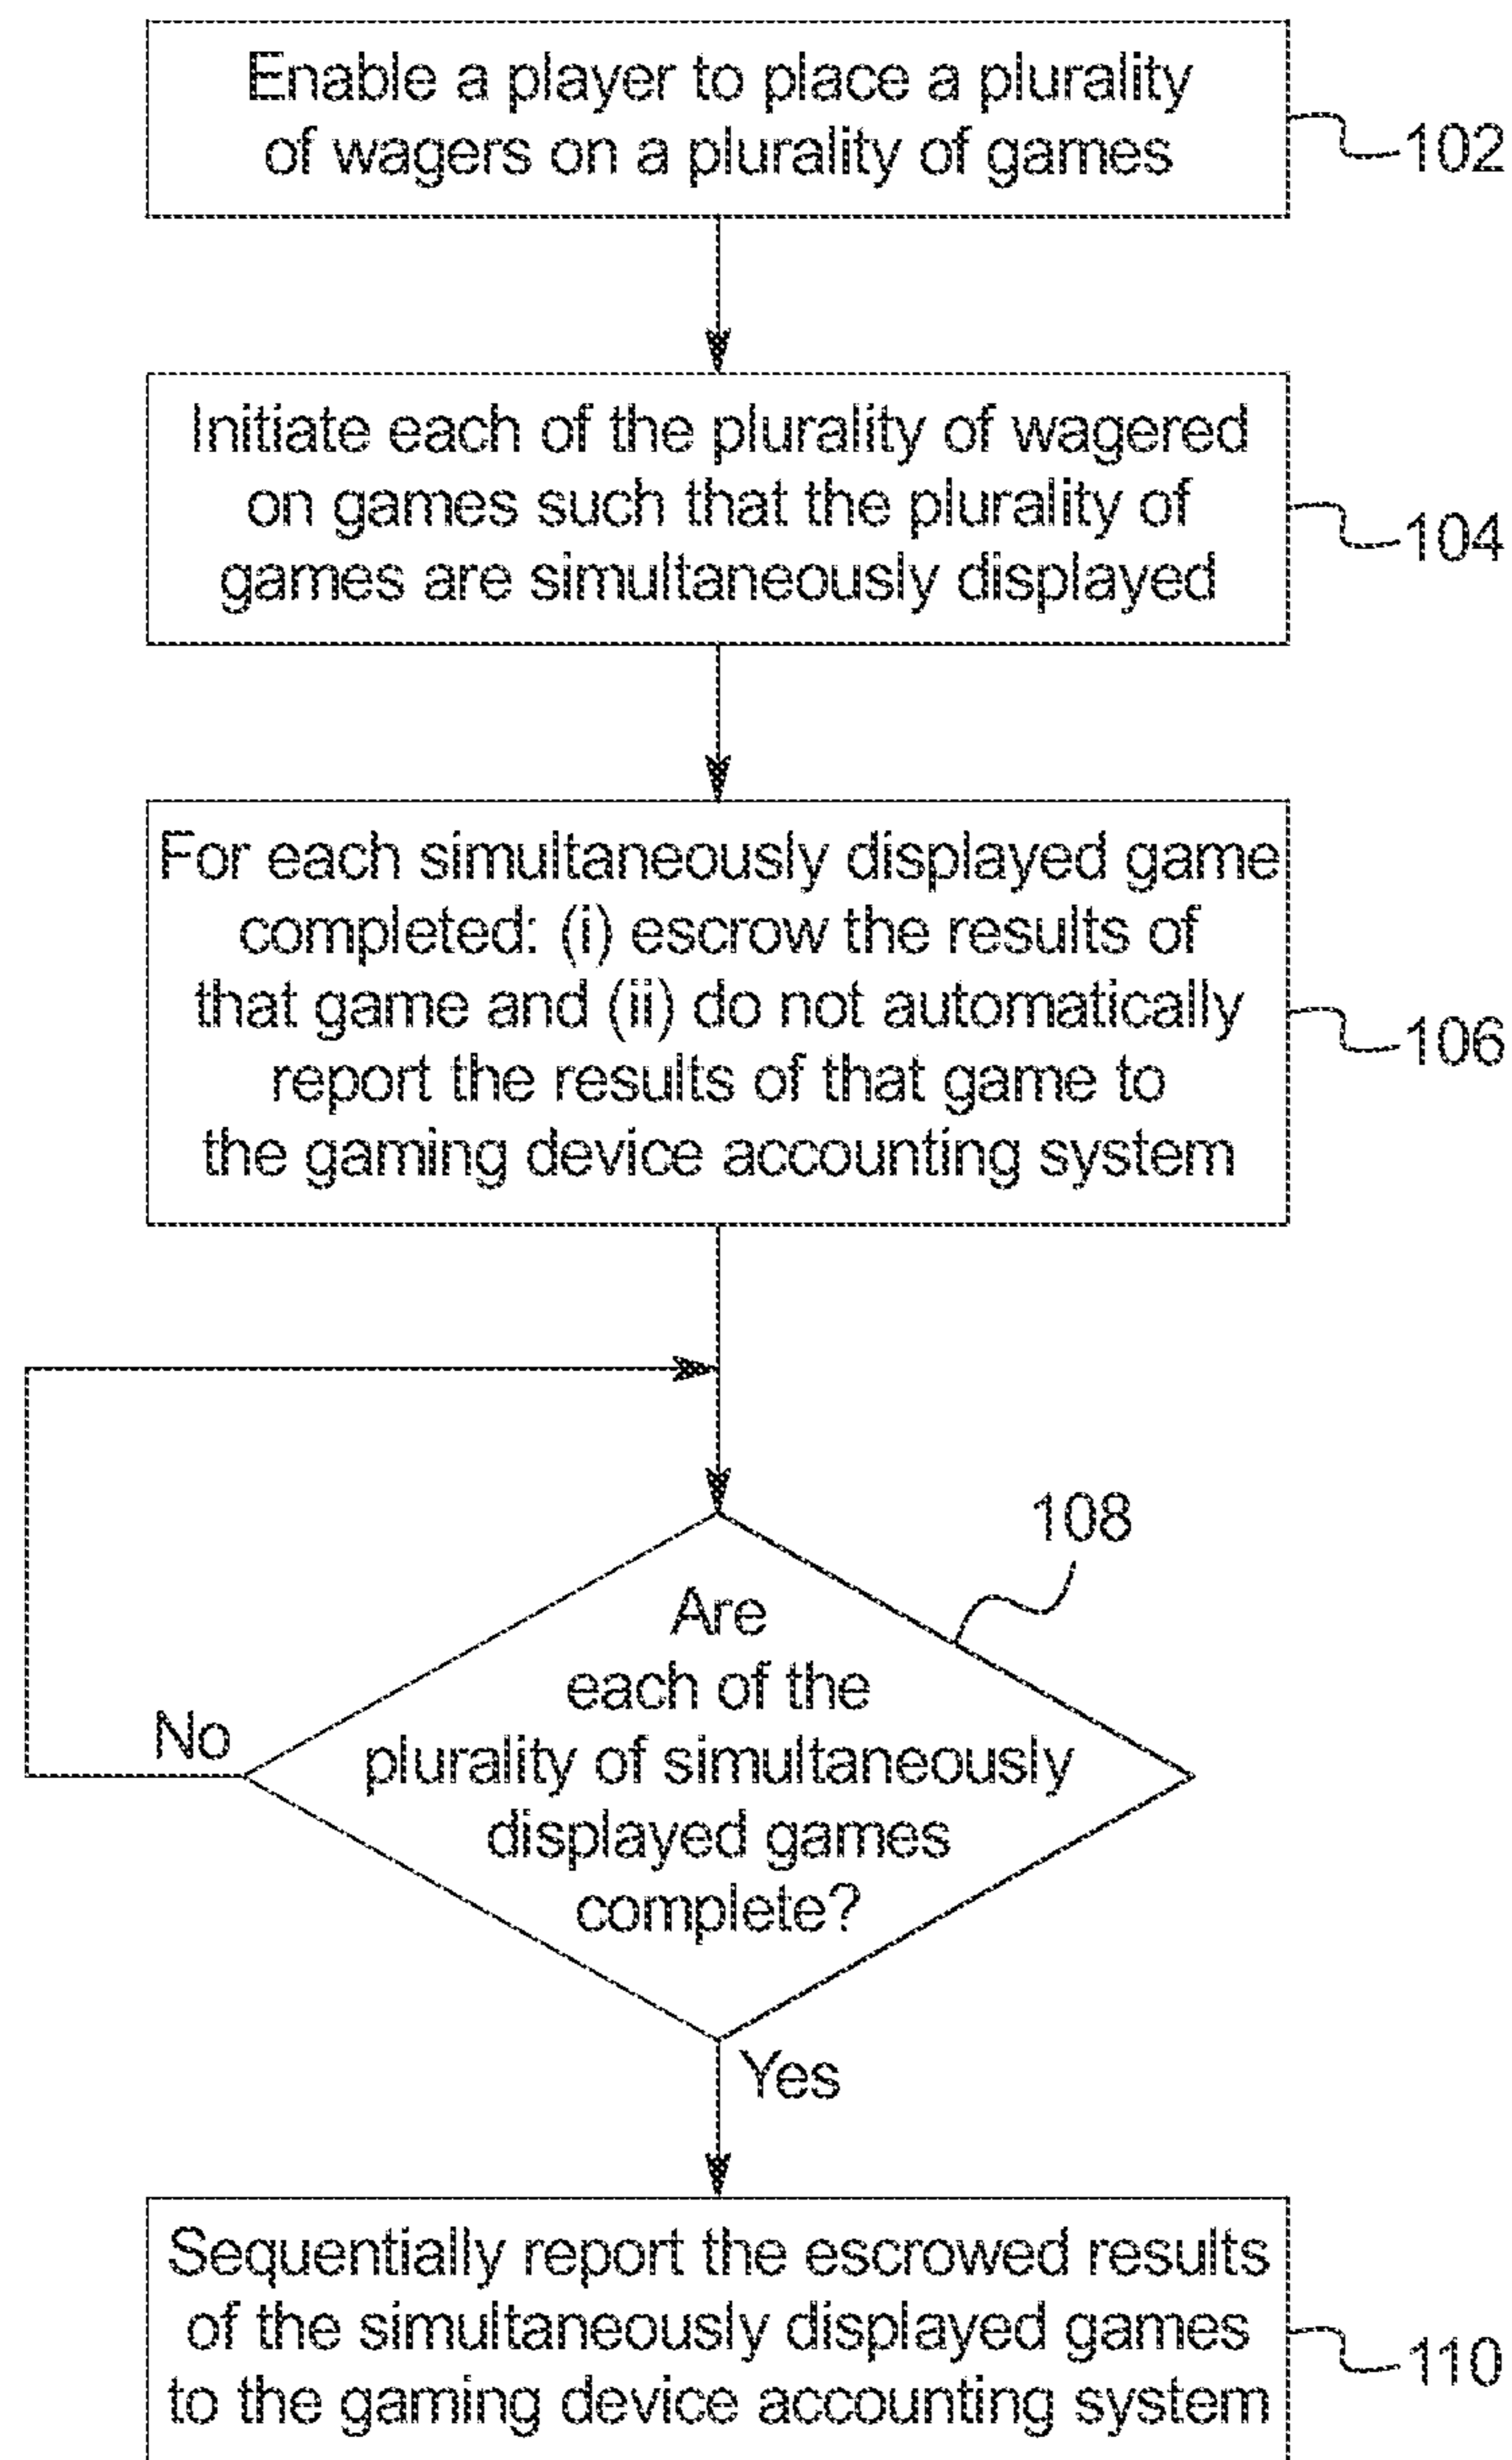 Enable a player to place a plurality
of wagers on a plurality of games
102
Initiate each of the plurality of wagered
on games such that the plurality of
games are simultaneously displayed
104
For each simultaneously displayed game
completed: (i) escrow the results of
that game and (ii) do not automatically
report the results of that game to
the gaming device accounting system
106
108
Are
each of the
plurality of simultaneously
displayed games
complete?
No
Yes
Sequentially report the escrowed results
of the simultaneously displayed games
to the gaming device accounting system
110